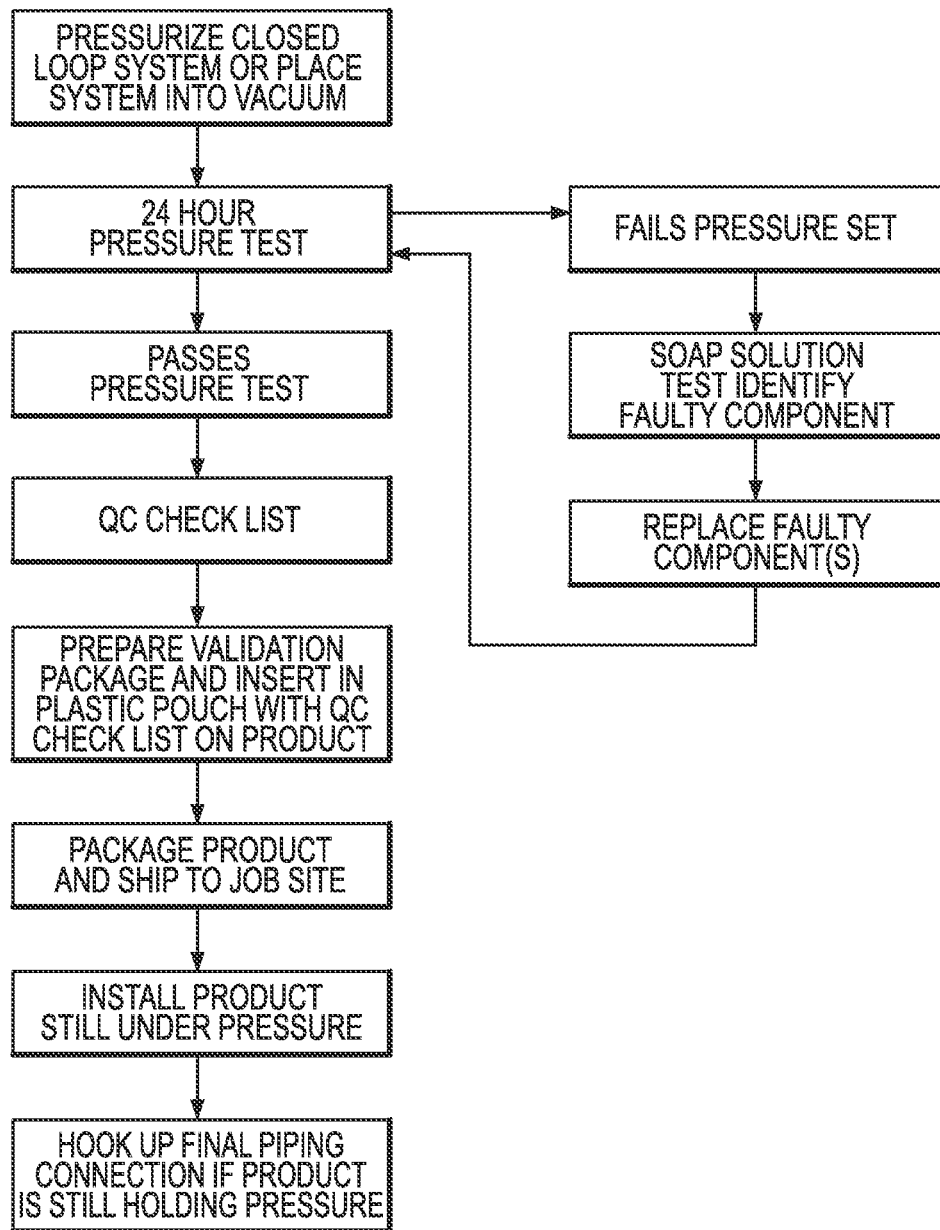 PRESSURIZE CLOSED
LOOP SYSTEM OR PLACE
SYSTEM INTO VACUUM
24 HOUR
PRESSURE TEST
PASSES
PRESSURE TEST
QC CHECK LIST
PREPARE VALIDATION
PACKAGE AND INSERT IN
PLASTIC POUCH WITH QC
CHECK LIST ON PRODUCT
PACKAGE PRODUCT
AND SHIP TO JOB SITE
INSTALL PRODUCT
STILL UNDER PRESSURE
HOOK UP FINAL PIPING
CONNECTION IF PRODUCT
IS STILL HOLDING PRESSURE
FAILS PRESSURE SET
SOAP SOLUTION
TEST IDENTIFY
FAULTY COMPONENT
REPLACE FAULTY
COMPONENT(S)